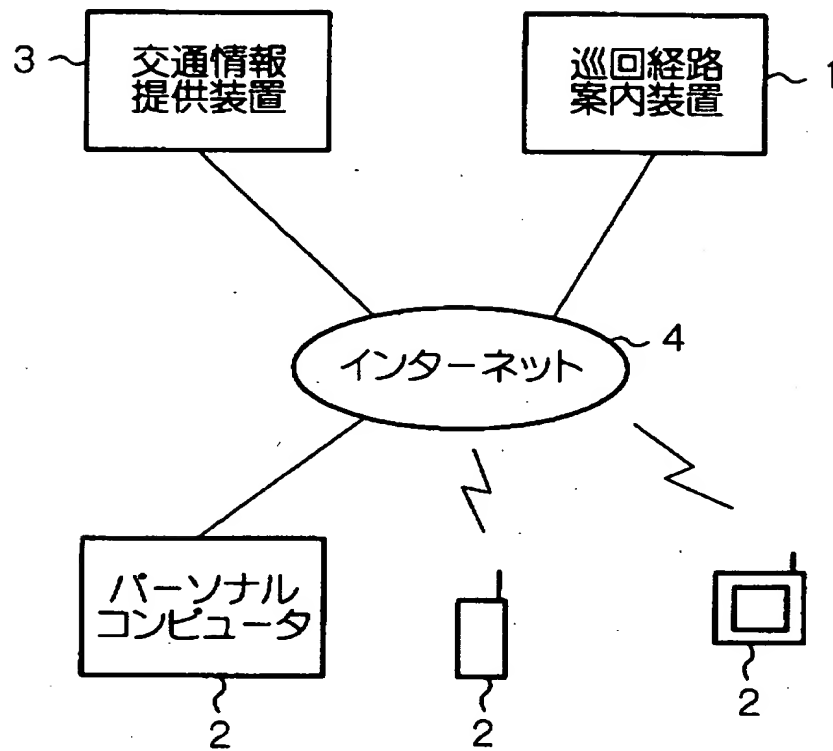 3
交通情報
提供装置
巡回経路
案内装置
1
インターネット
4
パーソナル
コンピュータ
2
2
2